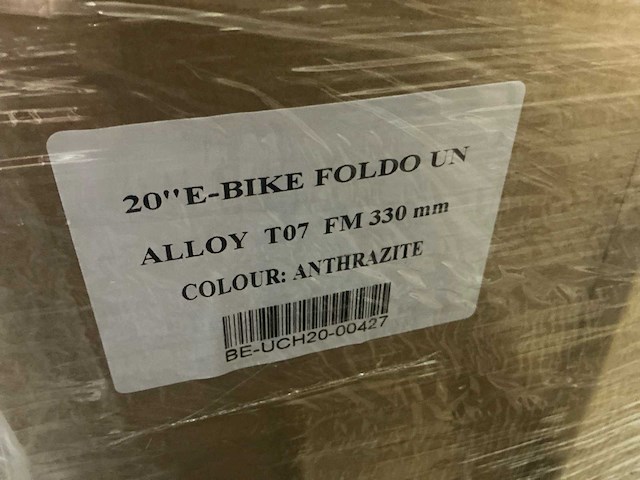 20"E-BIKE FOLDO UN
ALLOY T07 FM 330 mm
COLOUR: ANTHRAZITE
BE-UCH20-00427